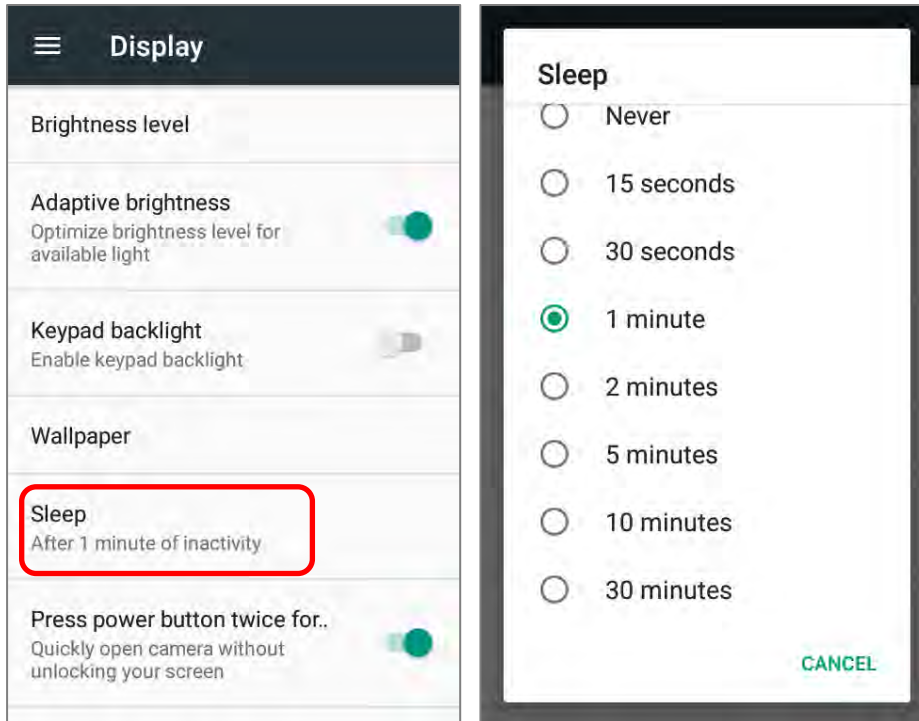 Display
Brightness level
Adaptive brightness
Optimize brightness level for
available light
Keypad backlight
Enable keypad backlight
Wallpaper
Sleep
After 1 minute of inactivity
Press power button twice for..
Quickly open camera without
unlocking your screen
Sleep
Never
15 seconds
30 seconds
1 minute
2 minutes
5 minutes
10 minutes
30 minutes
CANCEL